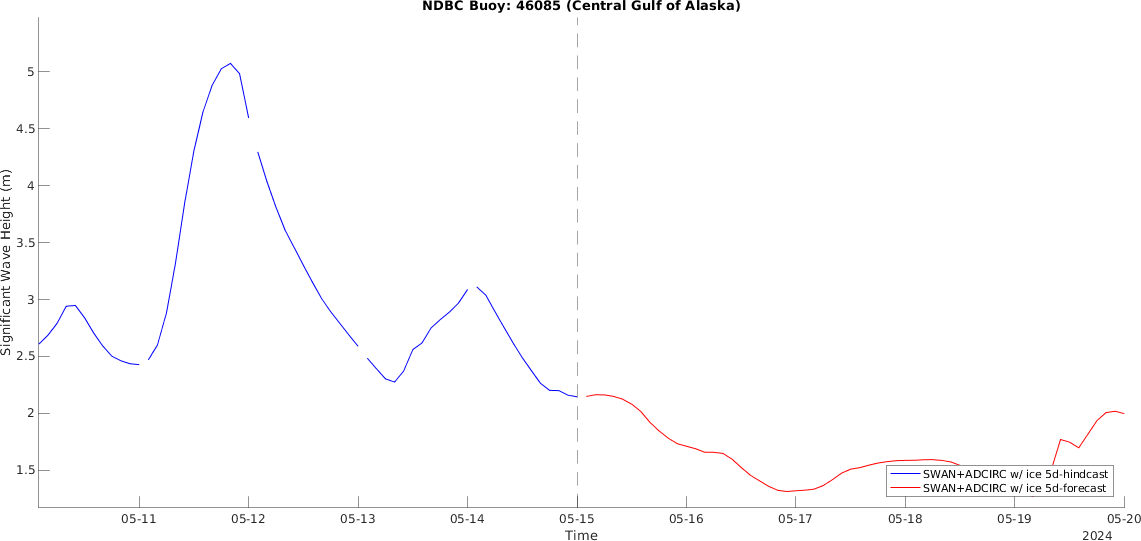 NDBC Buoy: 46085 (Central Gulf of Alaska)
Significant Wave Height (m)
5
4.5
4
3.5
3
2.5
2
1.5
SWAN+ADCIRC w/ ice 5d-hindcast
SWAN+ADCIRC w/ ice 5d-forecast
05-11 05-12 05-13 05-14 05-15 05-16 05-17 05-18 05-19 05-20
Time
2024